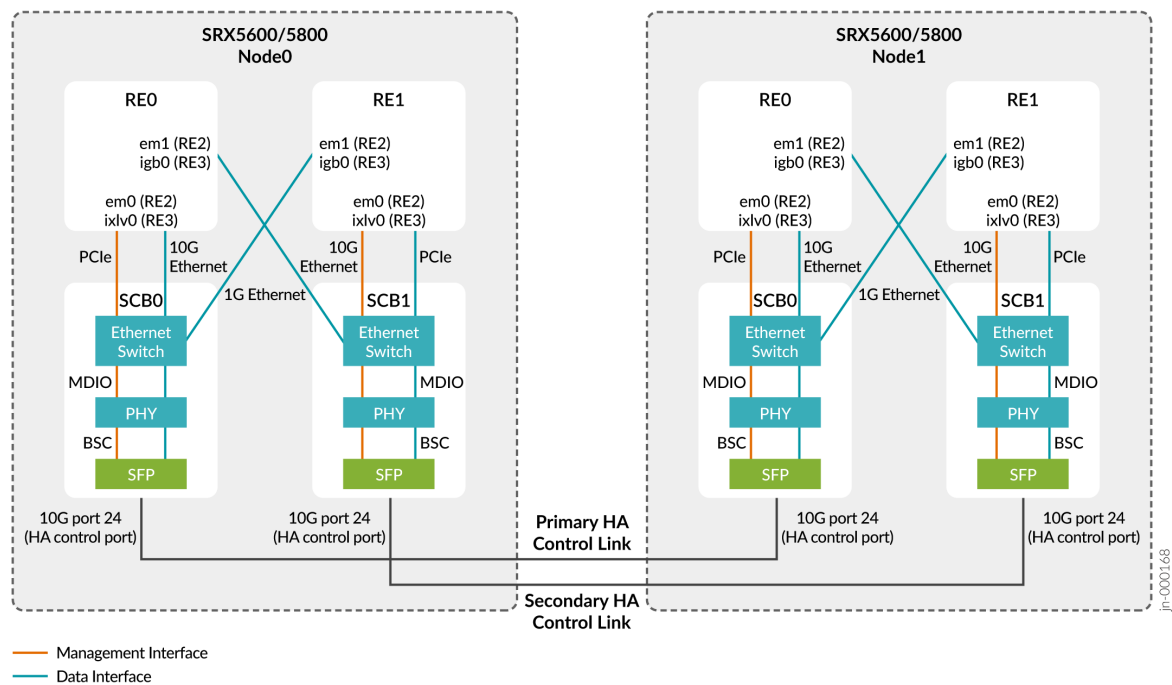 SRX5600/5800
Node0
RE0
em1 (RE2)
igb0 (RE3)
em0 (RE2)
ixlv0 (RE3)
RE1
em1 (RE2)
igb0 (RE3)
em0 (RE2)
ixlv0 (RE3)
PCIe
10G
Ethernet
10G
Ethernet
PCIe
1G Ethernet
SCB0
Ethernet
Switch
MDIO
PHY
BSC
SFP
SCB1
Ethernet
Switch
MDIO
PHY
BSC
SFP
10G port 24
(HA control port)
10G port 24
(HA control port)
SRX5600/5800
Node1
RE0
em1 (RE2)
igb0 (RE3)
em0 (RE2)
ixlv0 (RE3)
RE1
em1 (RE2)
igb0 (RE3)
em0 (RE2)
ixlv0 (RE3)
PCIe
10G
Ethernet
10G
Ethernet
PCIe
1G Ethernet
SCB0
Ethernet
Switch
MDIO
PHY
BSC
SFP
SCB1
Ethernet
Switch
MDIO
PHY
BSC
SFP
10G port 24
(HA control port)
10G port 24
(HA control port)
Primary HA
Control Link
Secondary HA
Control Link
Management Interface
Data Interface
jn-000168